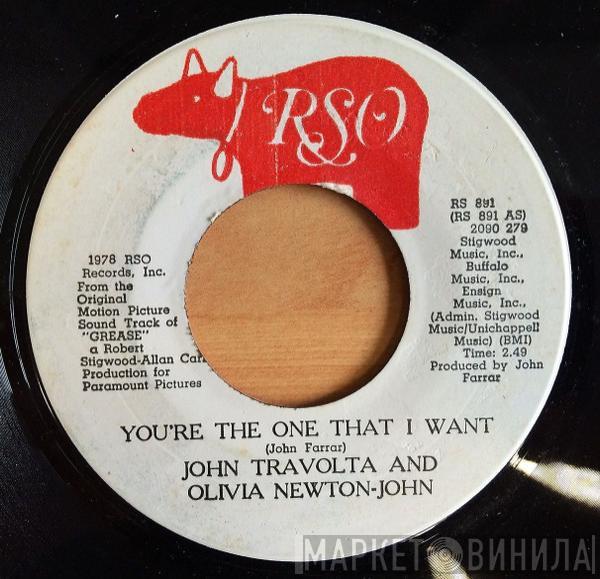 RSO
1978 RSO
Records, Inc.
From the
Original
Motion Picture
Sound Track of
"GREASE"
a Robert
Stigwood-Allan Carr
Production for
Paramount Pictures
RS 891
(RS 891 AS)
2090 279
Stigwood
Music, Inc.,
Buffalo
Music, Inc.,
Ensign
Music, Inc.,
(Admin. Stigwood
Music/Unichappell
Music) (BMI)
Time: 2.49
Produced by John
Farrar
YOU'RE THE ONE THAT I WANT
(John Farrar)
JOHN TRAVOLTA AND
OLIVIA NEWTON-JOHN
МАРКЕТ ВИНИЛА